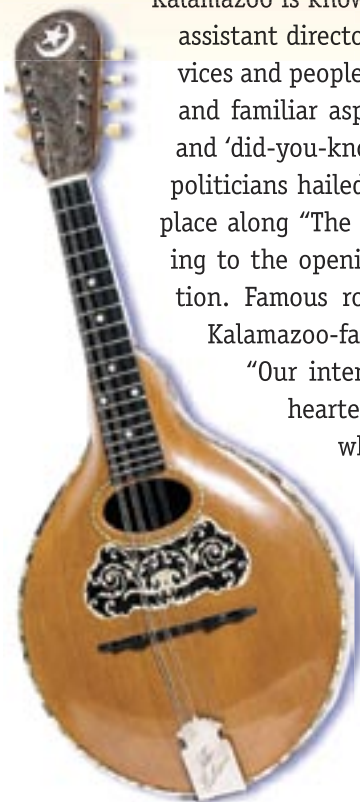 Kalamazoo is know
assistant directo
vices and people
and familiar asp
and ‘did-you-kno
politicians hailed
place along “The
ing to the openi
tion. Famous ro
Kalamazoo-fa
“Our inter
hearte
wh